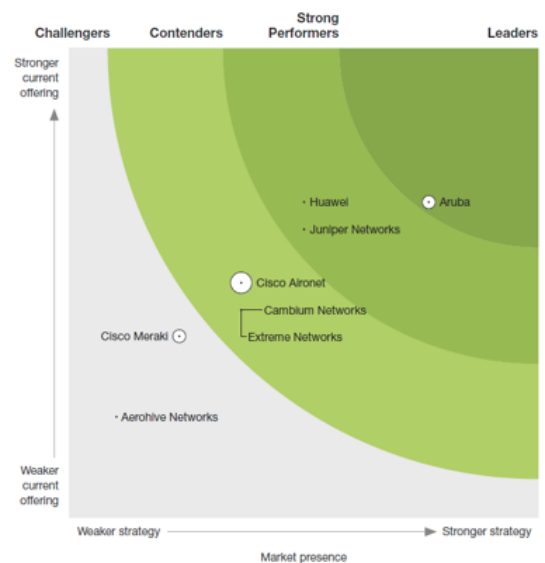 Strong
Challengers Contenders Performers Leaders
Stronger
current
offering
Huawei Aruba
Juniper Networks
Cisco Aironet
Cambium Networks
Cisco Meraki Extreme Networks
Aerohive Networks
Weaker
current
offering
Weaker strategy Stronger strategy
Market presence